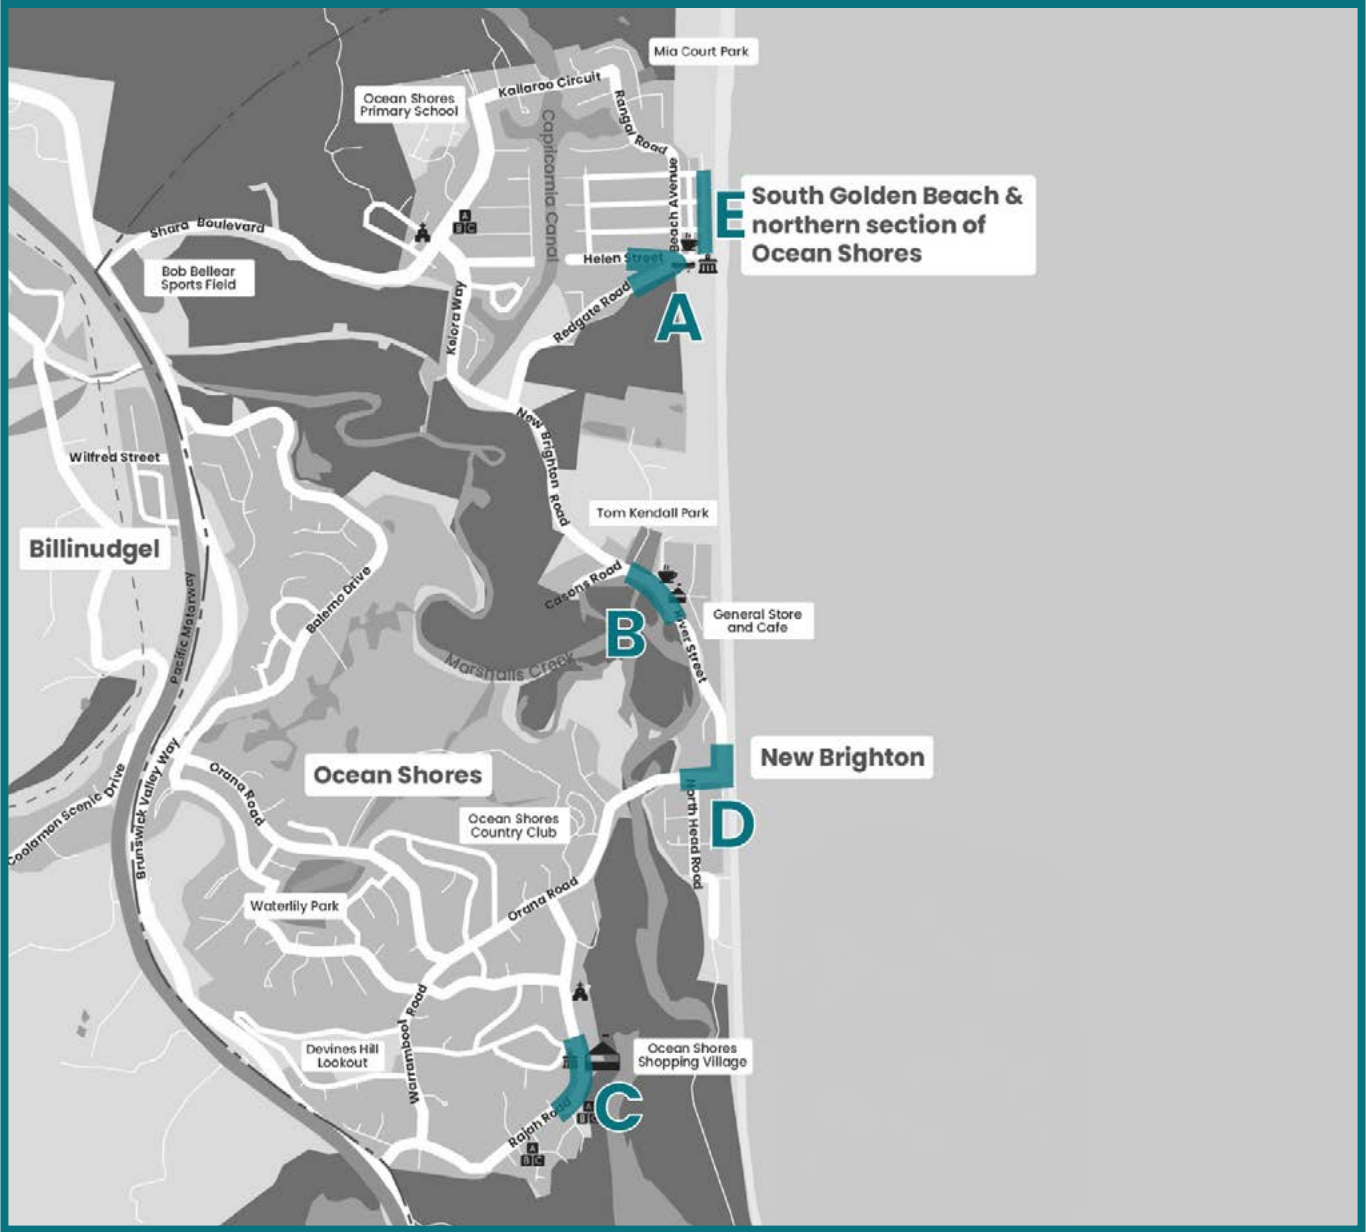 Mia Court Park
Kallaroo Circuit
Ocean Shores
Primary School
Rangal Road
Capricornia Canal
Beach Avenue
E
South Golden Beach &
northern section of
Ocean Shores
A
B C
Shara Boulevard
Helen Street
Bob Bellear
Sports Field
Redgate Road
A
Kolora Way
New Brighton Road
Wilfred Street
Tom Kendall Park
Billinudgel
Casons Road
Balemo Drive
Pacific Motorway
General Store
and Cafe
B
River Street
Marshalls Creek
New Brighton
Ocean Shores
Orana Road
Brunswick Valley Way
Coolamon Scenic Drive
North Head Road
D
Ocean Shores
Country Club
Orana Road
Waterlily Park
Warrambool Road
Devines Hill
Lookout
Ocean Shores
Shopping Village
C
Rajah Road
A
B C
A
B C